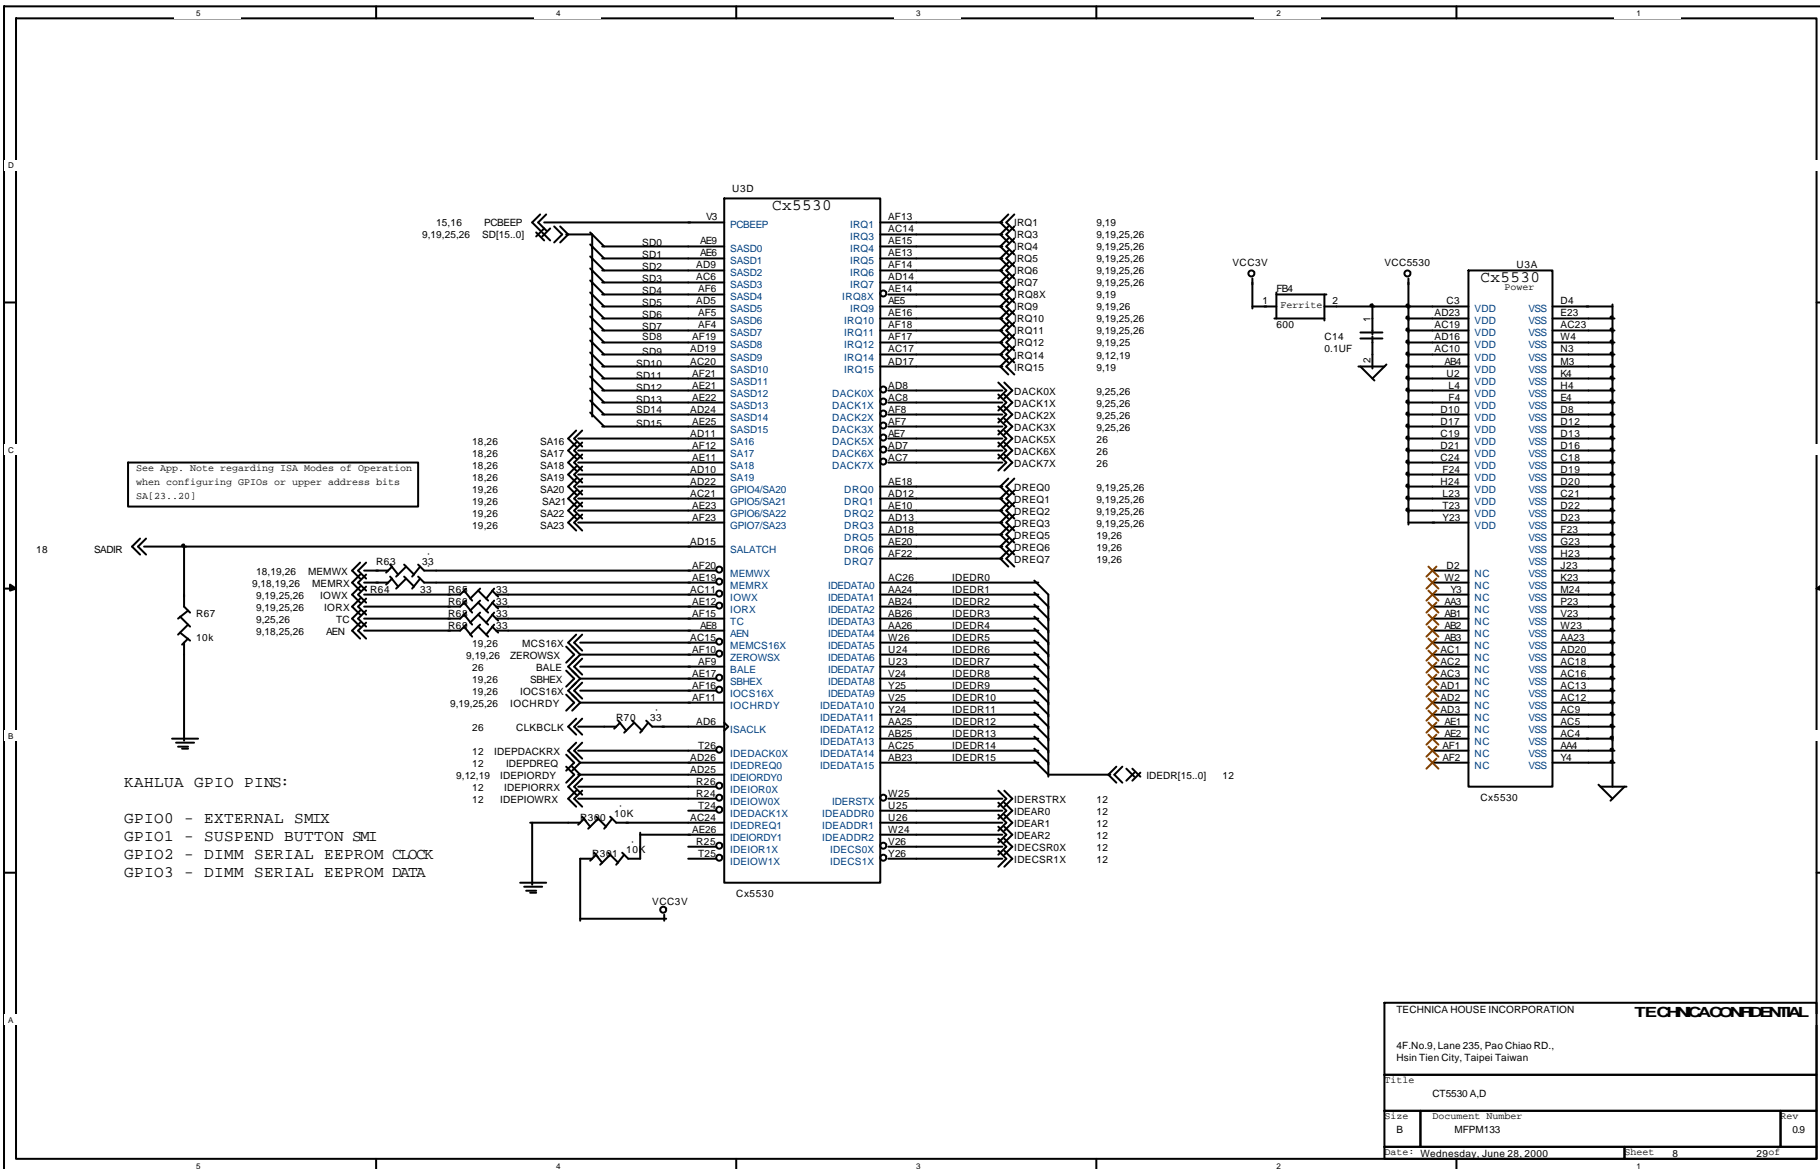 5 4 3 2 1
D
C
B
A
U3D
Cx5530
15,16 PCBEEP V3 PCBEEP
9,19,25,26 SD[15..0]
SD0 AE9 SASD0
SD1 AE6 SASD1
SD2 AD9 SASD2
SD3 AC6 SASD3
SD4 AF6 SASD4
SD5 AD5 SASD5
SD6 AF5 SASD6
SD7 AF4 SASD7
SD8 AF19 SASD8
SD9 AD19 SASD9
SD10 AC20 SASD10
SD11 AF21 SASD11
SD12 AE21 SASD12
SD13 AE22 SASD13
SD14 AD24 SASD14
SD15 AE25 SASD15
18,26 SA16 AD11 SA16
18,26 SA17 AF12 SA17
18,26 SA18 AE11 SA18
18,26 SA19 AD10 SA19
19,26 SA20 AD22 GPIO4/SA20
19,26 SA21 AC21 GPIO5/SA21
19,26 SA22 AE23 GPIO6/SA22
19,26 SA23 AF23 GPIO7/SA23
See App. Note regarding ISA Modes of Operation
when configuring GPIOs or upper address bits
SA[23..20]
18 SADIR AD15 SALATCH
R67
10k
18,19,26 MEMWX R63 33 AF20 MEMWX
9,18,19,26 MEMRX R64 33 AE19 MEMRX
9,19,25,26 IOWX R65 33 AC11 IOWX
9,19,25,26 IORX R66 33 AE12 IORX
9,25,26 TC R68 33 AF15 TC
9,18,25,26 AEN R69 33 AE8 AEN
19,26 MCS16X AC15 MEMCS16X
9,19,26 ZEROWSX AF10 ZEROWSX
26 BALE AF9 BALE
19,26 SBHEX AE17 SBHEX
19,26 IOCS16X AF16 IOCS16X
9,19,25,26 IOCHRDY AF11 IOCHRDY
26 CLKBCLK R70 33 AD6 ISACLK
12 IDEPDACKRX T26 IDEDACK0X
12 IDEPDREQ AD26 IDEDREQ0
9,12,19 IDEPIORDY AD25 IDEIORDY0
12 IDEPIORRX R26 IDEIOR0X
12 IDEPIOWRX R24 IDEIOW0X
T24 IDEDACK1X
R300 10K AC24 IDEDREQ1
AE26 IDEIORDY1
R301 10K R25 IDEIOR1X
T25 IDEIOW1X
VCC3V
Cx5530
IRQ1 AF13 IRQ1 9,19
IRQ3 AC14 IRQ3 9,19,25,26
IRQ4 AE15 IRQ4 9,19,25,26
IRQ5 AE13 IRQ5 9,19,25,26
IRQ6 AF14 IRQ6 9,19,25,26
IRQ7 AD14 IRQ7 9,19,25,26
IRQ8X AE14 IRQ8X 9,19
IRQ9 AE5 IRQ9 9,19,26
IRQ10 AE16 IRQ10 9,19,25,26
IRQ11 AF18 IRQ11 9,19,25,26
IRQ12 AF17 IRQ12 9,19,25
IRQ14 AC17 IRQ14 9,12,19
IRQ15 AD17 IRQ15 9,19
DACK0X AD8 DACK0X 9,25,26
DACK1X AC8 DACK1X 9,25,26
DACK2X AF8 DACK2X 9,25,26
DACK3X AF7 DACK3X 9,25,26
DACK5X AE7 DACK5X 26
DACK6X AD7 DACK6X 26
DACK7X AC7 DACK7X 26
DRQ0 AE18 DREQ0 9,19,25,26
DRQ1 AD12 DREQ1 9,19,25,26
DRQ2 AE10 DREQ2 9,19,25,26
DRQ3 AD13 DREQ3 9,19,25,26
DRQ5 AD18 DREQ5 19,26
DRQ6 AE20 DREQ6 19,26
DRQ7 AF22 DREQ7 19,26
IDEDATA0 AC26 IDEDR0
IDEDATA1 AA24 IDEDR1
IDEDATA2 AB24 IDEDR2
IDEDATA3 AB26 IDEDR3
IDEDATA4 AA26 IDEDR4
IDEDATA5 W26 IDEDR5
IDEDATA6 U24 IDEDR6
IDEDATA7 U23 IDEDR7
IDEDATA8 V24 IDEDR8
IDEDATA9 Y25 IDEDR9
IDEDATA10 V25 IDEDR10
IDEDATA11 Y24 IDEDR11
IDEDATA12 AA25 IDEDR12
IDEDATA13 AB25 IDEDR13
IDEDATA14 AC25 IDEDR14
IDEDATA15 AB23 IDEDR15
IDEDR[15..0] 12
IDERSTX W25 IDERSTRX 12
IDEADDR0 U25 IDEAR0 12
IDEADDR1 U26 IDEAR1 12
IDEADDR2 W24 IDEAR2 12
IDECS0X V26 IDECSR0X 12
IDECS1X Y26 IDECSR1X 12
VCC3V
FB4
1 Ferrite 2
600
C14
0.1UF
1
2
VCC5530
U3A
Cx5530
Power
C3 VDD VSS D4
AD23 VDD VSS E23
AC19 VDD VSS AC23
AD16 VDD VSS W4
AC10 VDD VSS N3
AB4 VDD VSS M3
U2 VDD VSS K4
L4 VDD VSS H4
F4 VDD VSS E4
D10 VDD VSS D8
D17 VDD VSS D12
C19 VDD VSS D13
D21 VDD VSS D16
C24 VDD VSS C18
F24 VDD VSS D19
H24 VDD VSS D20
L23 VDD VSS C21
T23 VDD VSS D22
Y23 VDD VSS D23
VSS F23
VSS G23
VSS H23
D2 NC VSS J23
W2 NC VSS K23
Y3 NC VSS M24
AA3 NC VSS P23
AB1 NC VSS V23
AB2 NC VSS W23
AB3 NC VSS AA23
AC1 NC VSS AD20
AC2 NC VSS AC18
AC3 NC VSS AC16
AD1 NC VSS AC13
AD2 NC VSS AC12
AD3 NC VSS AC9
AE1 NC VSS AC5
AE2 NC VSS AC4
AF1 NC VSS AA4
AF2 NC VSS Y4
Cx5530
KAHLUA GPIO PINS:
GPIO0 - EXTERNAL SMIX
GPIO1 - SUSPEND BUTTON SMI
GPIO2 - DIMM SERIAL EEPROM CLOCK
GPIO3 - DIMM SERIAL EEPROM DATA
TECHNICA HOUSE INCORPORATION TECHNICA CONFIDENTIAL
4F.No.9, Lane 235, Pao Chiao RD.,
Hsin Tien City, Taipei Taiwan
Title
CT5530 A,D
Size Document Number Rev
B MFPM133 0.9
Date: Wednesday, June 28, 2000 Sheet 8 29 of
5 4 3 2 1